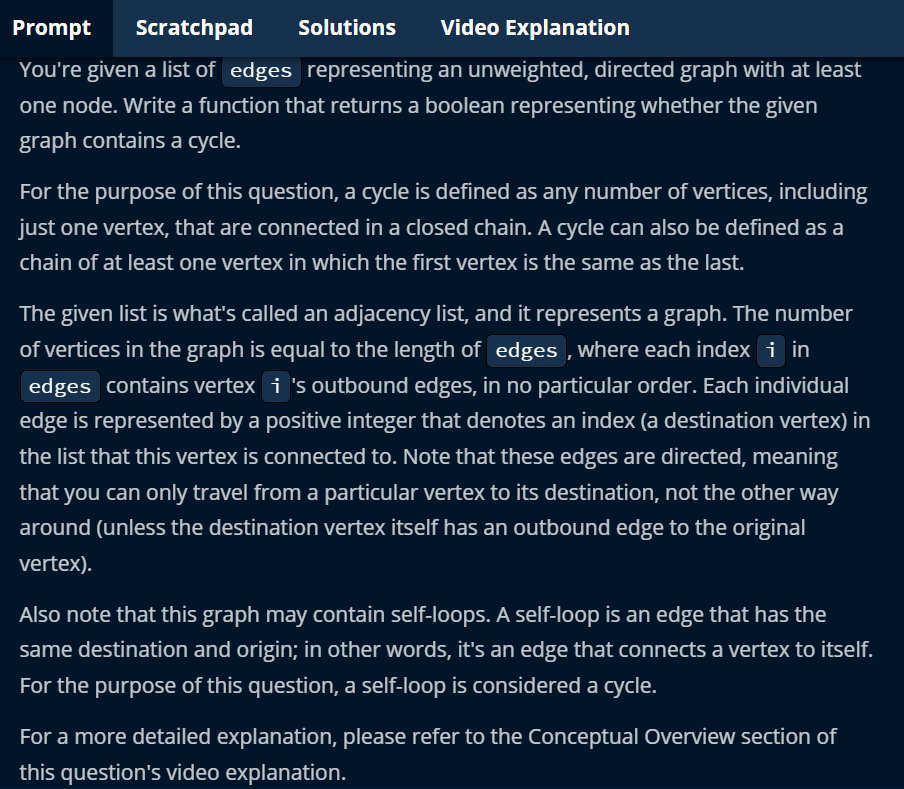 Prompt Scratchpad Solutions Video Explanation
You're given a list of edges representing an unweighted, directed graph with at least
one node. Write a function that returns a boolean representing whether the given
graph contains a cycle.
For the purpose of this question, a cycle is defined as any number of vertices, including
just one vertex, that are connected in a closed chain. A cycle can also be defined as a
chain of at least one vertex in which the first vertex is the same as the last.
The given list is what's called an adjacency list, and it represents a graph. The number
of vertices in the graph is equal to the length of edges , where each index i in
edges contains vertex i 's outbound edges, in no particular order. Each individual
edge is represented by a positive integer that denotes an index (a destination vertex) in
the list that this vertex is connected to. Note that these edges are directed, meaning
that you can only travel from a particular vertex to its destination, not the other way
around (unless the destination vertex itself has an outbound edge to the original
vertex).
Also note that this graph may contain self-loops. A self-loop is an edge that has the
same destination and origin; in other words, it's an edge that connects a vertex to itself.
For the purpose of this question, a self-loop is considered a cycle.
For a more detailed explanation, please refer to the Conceptual Overview section of
this question's video explanation.